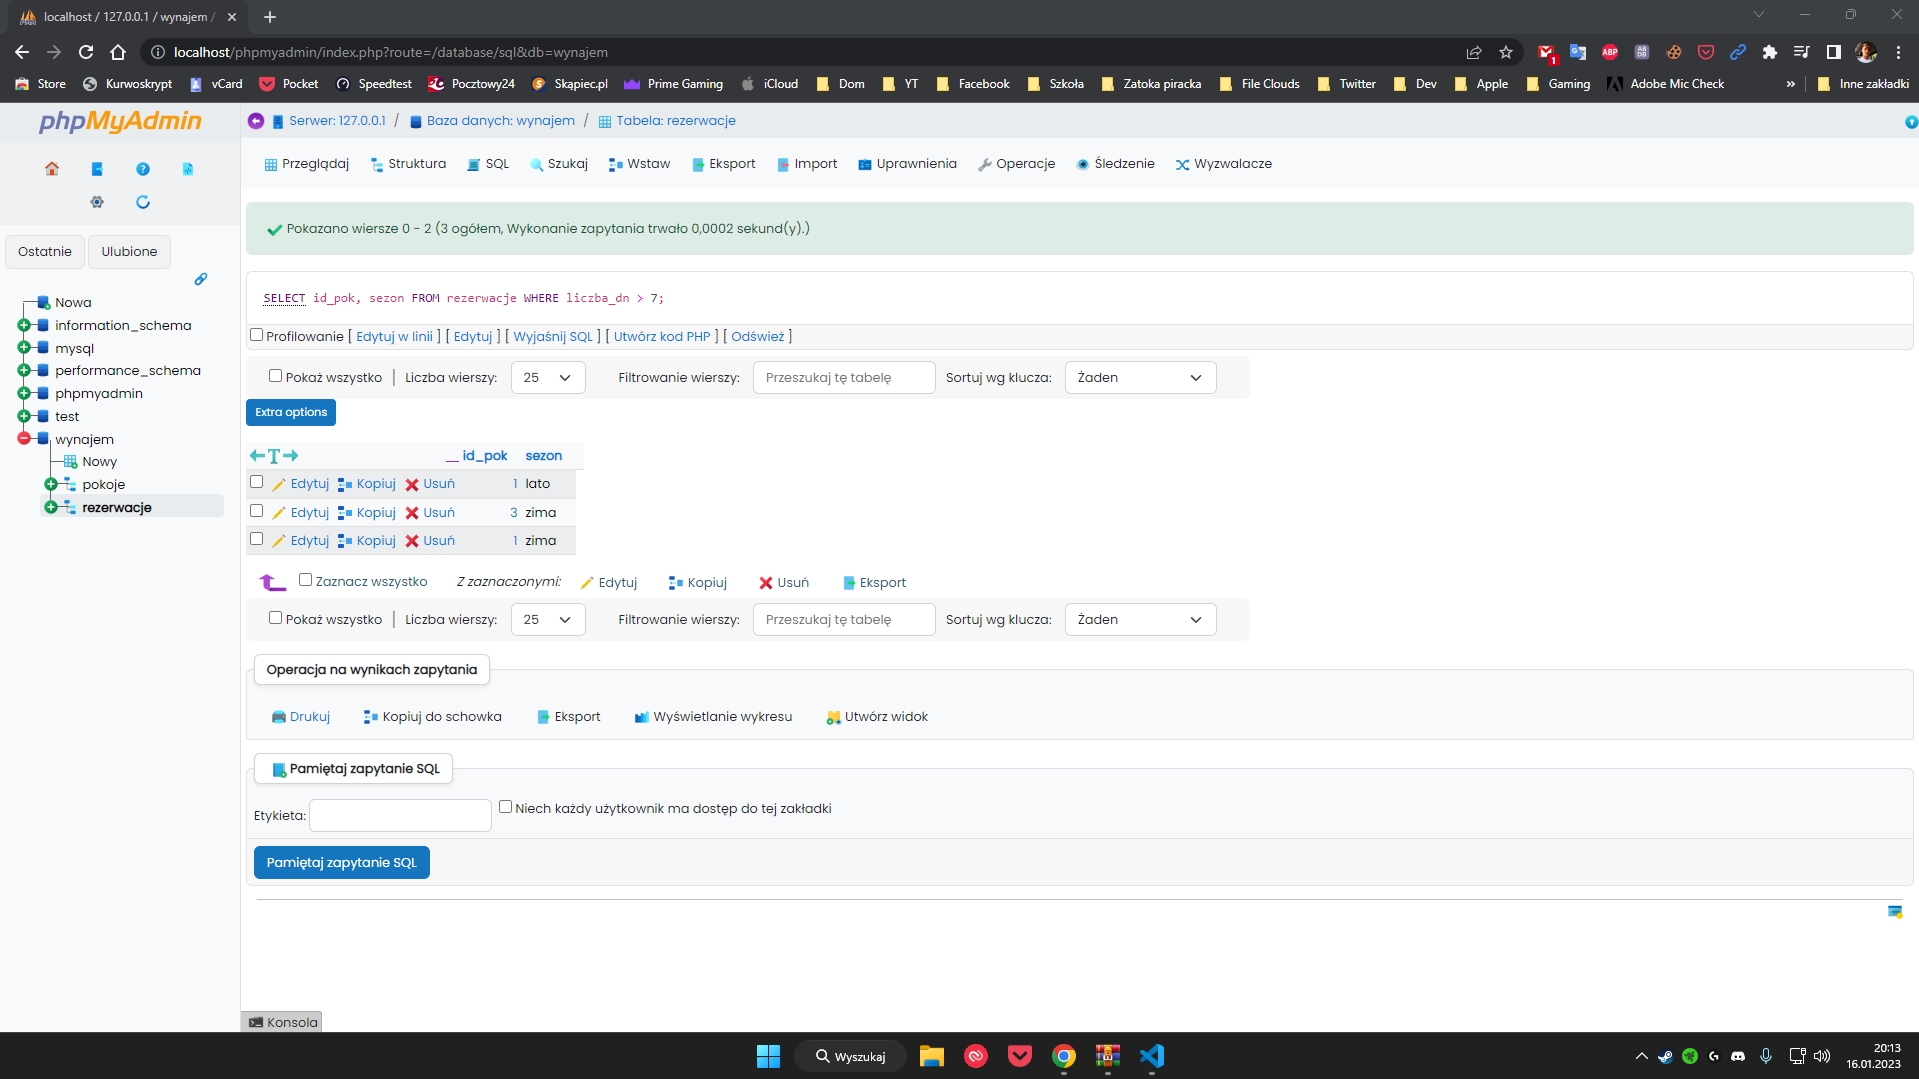 localhost / 127.0.0.1 / wynajem /
localhost/phpmyadmin/index.php?route=/database/sql&db=wynajem
1
Store Kurwoskrypt vCard Pocket Speedtest Pocztowy24 Skąpiec.pl Prime Gaming iCloud Dom YT Facebook Szkoła Zatoka piracka File Clouds Twitter Dev Apple Gaming Adobe Mic Check » Inne zakładki
phpMyAdmin
Serwer: 127.0.0.1 / Baza danych: wynajem / Tabela: rezerwacje
Przeglądaj Struktura SQL Szukaj Wstaw Eksport Import Uprawnienia Operacje Śledzenie Wyzwalacze
Ostatnie Ulubione
Nowa
information_schema
mysql
performance_schema
phpmyadmin
test
wynajem
Nowy
pokoje
rezerwacje
Pokazano wiersze 0 - 2 (3 ogółem, Wykonanie zapytania trwało 0,0002 sekund(y).)
SELECT id_pok, sezon FROM rezerwacje WHERE liczba_dn > 7;
Profilowanie [ Edytuj w linii ] [ Edytuj ] [ Wyjaśnij SQL ] [ Utwórz kod PHP ] [ Odśwież ]
Pokaż wszystko | Liczba wierszy: 25 Filtrowanie wierszy: Przeszukaj tę tabelę Sortuj wg klucza: Żaden
Extra options
←T→ id_pok sezon
Edytuj Kopiuj Usuń 1 lato
Edytuj Kopiuj Usuń 3 zima
Edytuj Kopiuj Usuń 1 zima
Zaznacz wszystko Z zaznaczonymi: Edytuj Kopiuj Usuń Eksport
Pokaż wszystko | Liczba wierszy: 25 Filtrowanie wierszy: Przeszukaj tę tabelę Sortuj wg klucza: Żaden
Operacja na wynikach zapytania
Drukuj Kopiuj do schowka Eksport Wyświetlanie wykresu Utwórz widok
Pamiętaj zapytanie SQL
Etykieta: Niech każdy użytkownik ma dostęp do tej zakładki
Pamiętaj zapytanie SQL
Konsola
Wyszukaj
20:13
16.01.2023